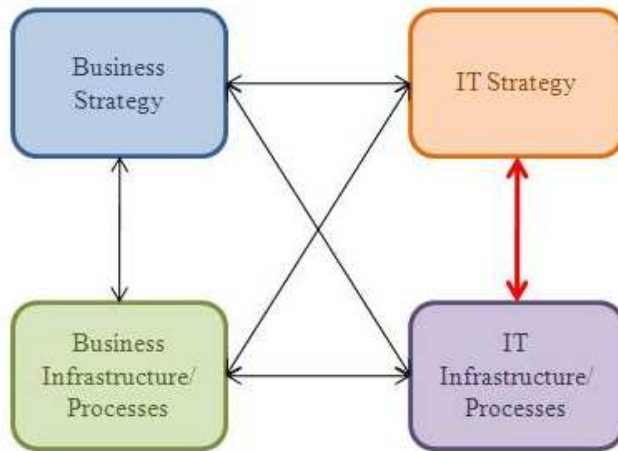 Business
Strategy
IT Strategy
Business
Infrastructure/
Processes
IT
Infrastructure/
Processes